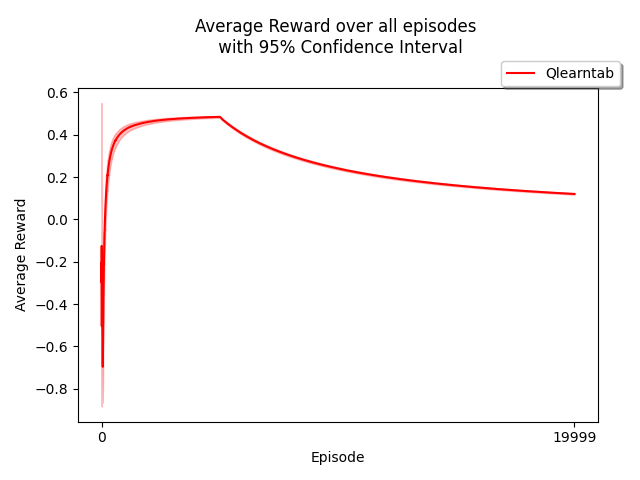 Average Reward over all episodes
with 95% Confidence Interval
Qlearntab
0.6
0.4
0.2
0.0
−0.2
−0.4
−0.6
−0.8
Average Reward
0
19999
Episode